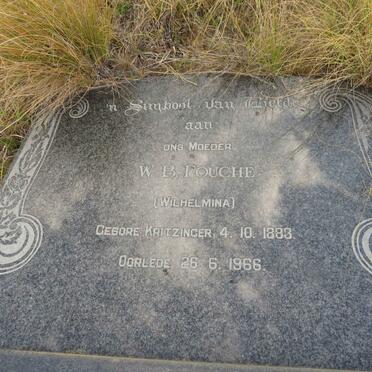 'n Simbool van Liefde
aan
ONS MOEDER
W. B. FOUCHE
(WILHELMINA)
GEBORE KRITZINGER, 4. 10. 1883.
OORLEDE 26. 6. 1966.